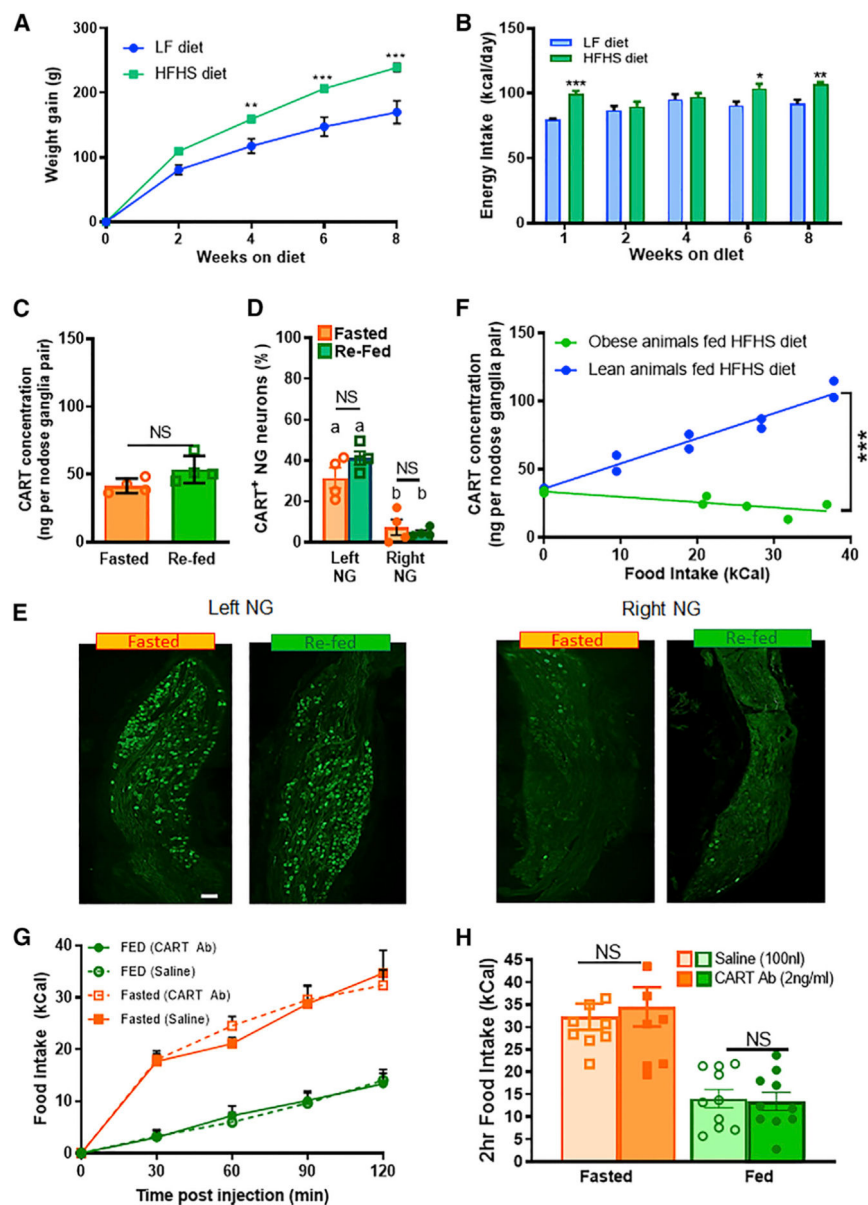 A
LF diet
HFHS diet
Weight gain (g)
300
200
100
0
**
***
***
0 2 4 6 8
Weeks on diet
B
LF diet
HFHS diet
Energy Intake (kcal/day)
150
100
50
0
***
*
**
1 2 4 6 8
Weeks on dIet
C
CART concentration
(ng per nodose ganglia pair)
150
100
50
0
NS
Fasted Re-fed
D
Fasted
Re-Fed
CART+ NG neurons (%)
100
80
60
40
20
0
NS
a a
NS
b b
Left NG
Right NG
F
Obese animals fed HFHS diet
Lean animals fed HFHS diet
CART concentration
(ng per nodose ganglia pair)
150
100
50
0
***
0 10 20 30 40
Food Intake (kCal)
E
Left NG
Right NG
Fasted
Re-fed
Fasted
Re-fed
G
FED (CART Ab)
FED (Saline)
Fasted (CART Ab)
Fasted (Saline)
Food Intake (kCal)
40
30
20
10
0
0 30 60 90 120
Time post injection (min)
H
Saline (100nl)
CART Ab (2ng/ml)
2hr Food Intake (kCal)
45
40
35
30
25
20
15
10
5
0
NS
NS
Fasted Fed